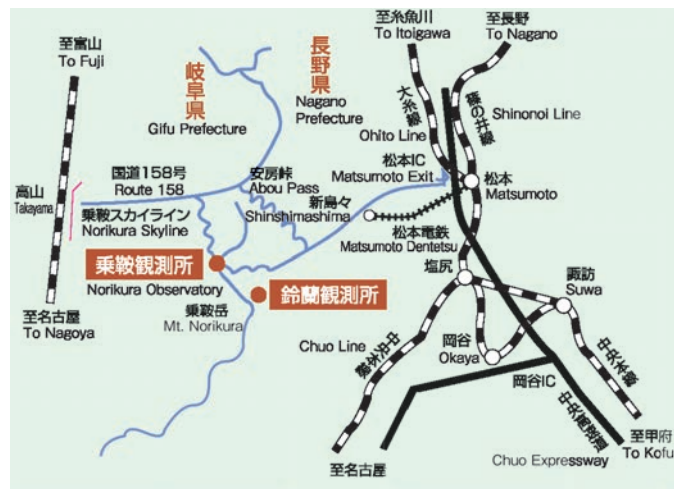 至富山
To Fuji
岐阜県
Gifu Prefecture
長野県
Nagano
Prefecture
至糸魚川
To Itoigawa
至長野
To Nagano
大糸線
Ohito Line
篠の井線
Shinonoi Line
国道158号
Route 158
安房峠
Abou Pass
松本IC
Matsumoto Exit
松本
Matsumoto
高山
Takayama
乗鞍スカイライン
Norikura Skyline
新島々
Shinshimashima
松本電鉄
Matsumoto Dentetsu
乗鞍観測所
Norikura Observatory
鈴蘭観測所
乗鞍岳
Mt. Norikura
塩尻
諏訪
Suwa
至名古屋
To Nagoya
Chuo Line
中央本線
岡谷
Okaya
岡谷IC
中央本線
中央高速道
Chuo Expressway
至名古屋
至甲府
To Kofu